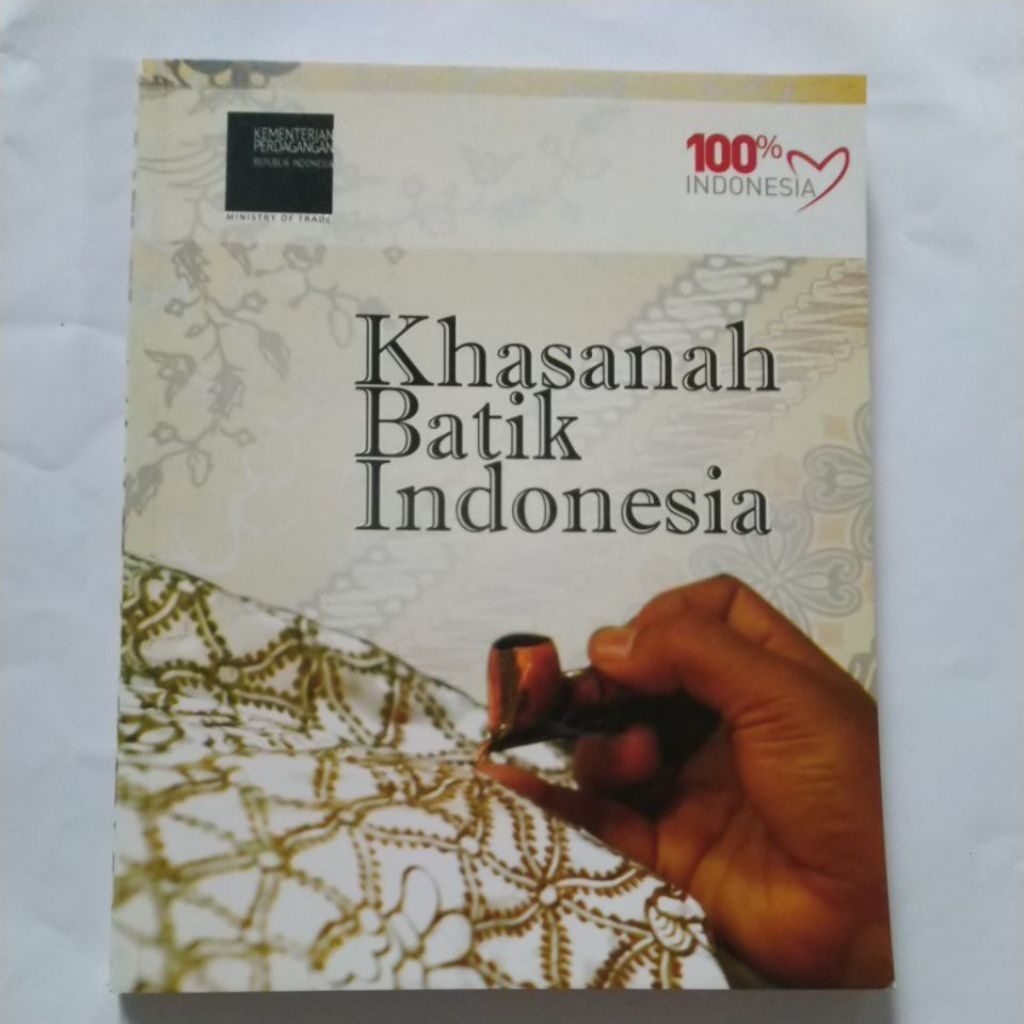 KEMENTERIAN
PERDAGANGAN
REPUBLIK INDONESIA
MINISTRY OF TRADE
100%
INDONESIA
Khasanah
Batik
Indonesia